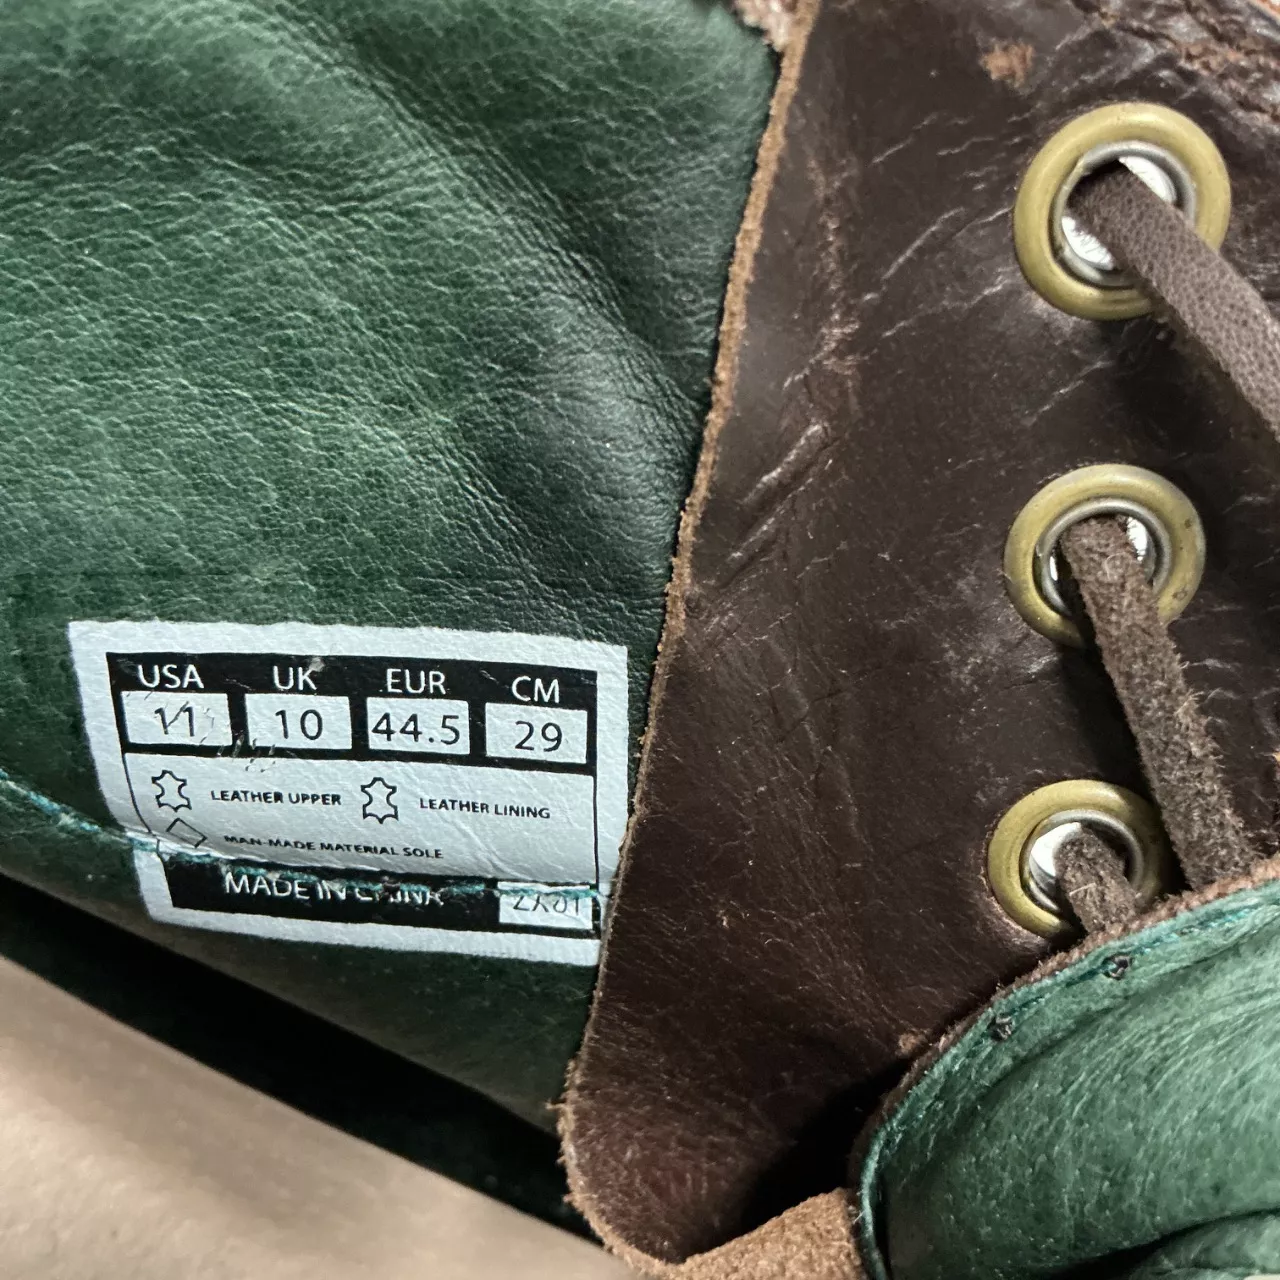 USA UK EUR CM
11 10 44.5 29
LEATHER UPPER LEATHER LINING
MAN-MADE MATERIAL SOLE
MADE IN CHINA